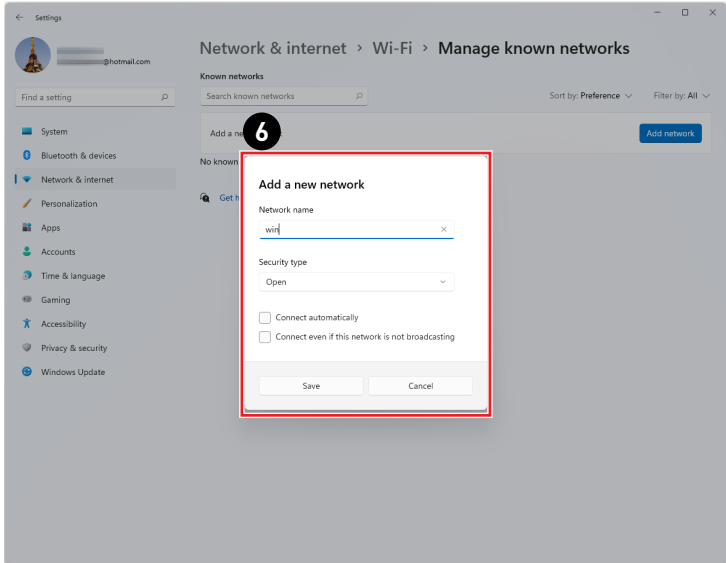 Settings
@hotmail.com
Network & internet > Wi-Fi > Manage known networks
Known networks
Find a setting
Search known networks
Sort by: Preference
Filter by: All
System
Bluetooth & devices
Network & internet
Personalization
Apps
Accounts
Time & language
Gaming
Accessibility
Privacy & security
Windows Update
Add a
6
Add network
No known
Get
Add a new network
Network name
win
Security type
Open
Connect automatically
Connect even if this network is not broadcasting
Save
Cancel